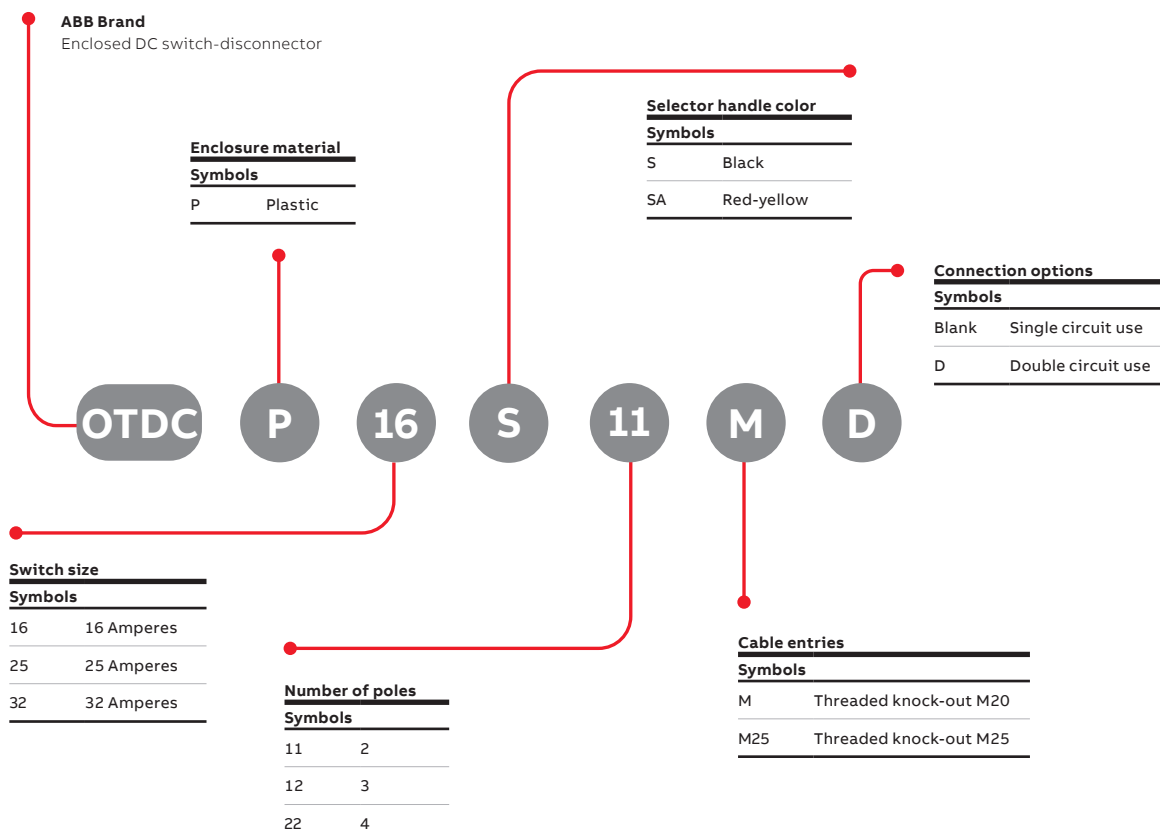 ABB Brand
Enclosed DC switch-disconnector
Selector handle color
Symbols
S Black
SA Red-yellow
Enclosure material
Symbols
P Plastic
Connection options
Symbols
Blank Single circuit use
D Double circuit use
OTDC P 16 S 11 M D
Switch size
Symbols
16 16 Amperes
25 25 Amperes
32 32 Amperes
Number of poles
Symbols
11 2
12 3
22 4
Cable entries
Symbols
M Threaded knock-out M20
M25 Threaded knock-out M25